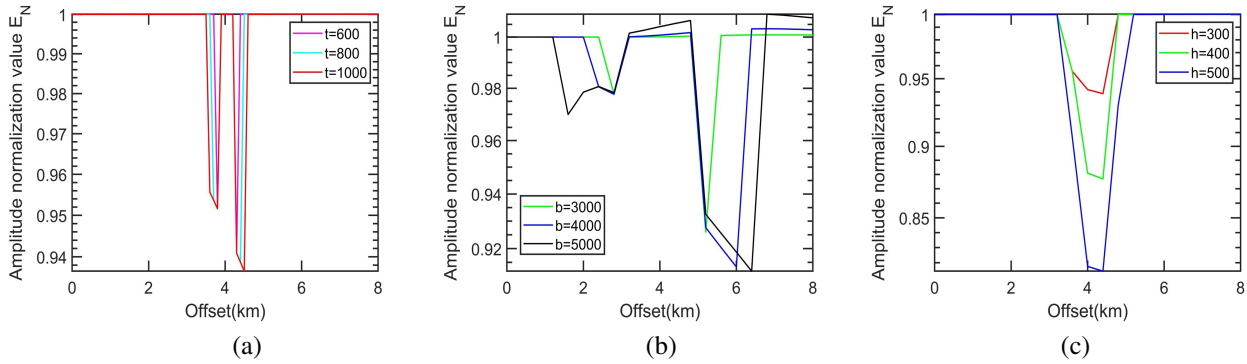 Amplitude normalization value E_N
1
0.99
0.98
0.97
0.96
0.95
0.94
0 2 4 6 8
Offset(km)
t=600
t=800
t=1000
(a)
Amplitude normalization value E_N
1
0.98
0.96
0.94
0.92
0 2 4 6 8
Offset(km)
b=3000
b=4000
b=5000
(b)
Amplitude normalization value E_N
1
0.95
0.9
0.85
0 2 4 6 8
Offset(km)
h=300
h=400
h=500
(c)